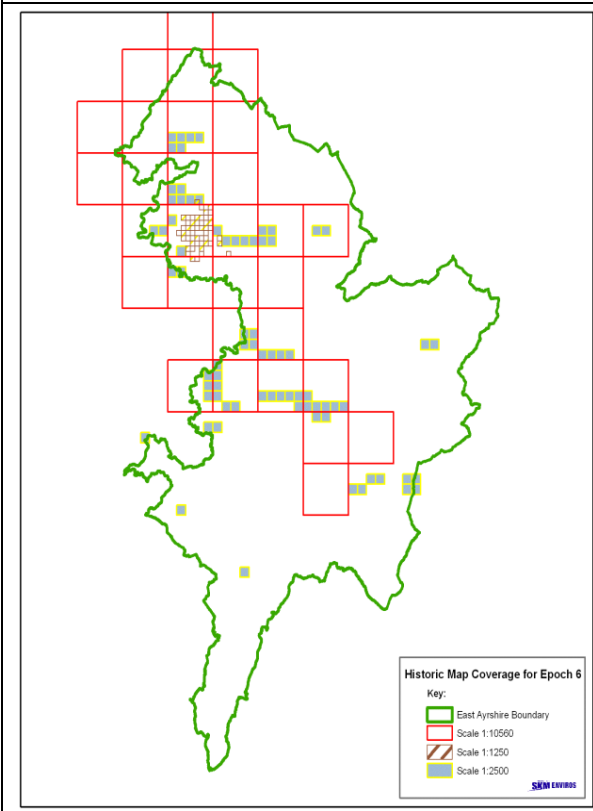 Historic Map Coverage for Epoch 6
Key:
East Ayrshire Boundary
Scale 1:10560
Scale 1:1250
Scale 1:2500
SKM ENVIROS